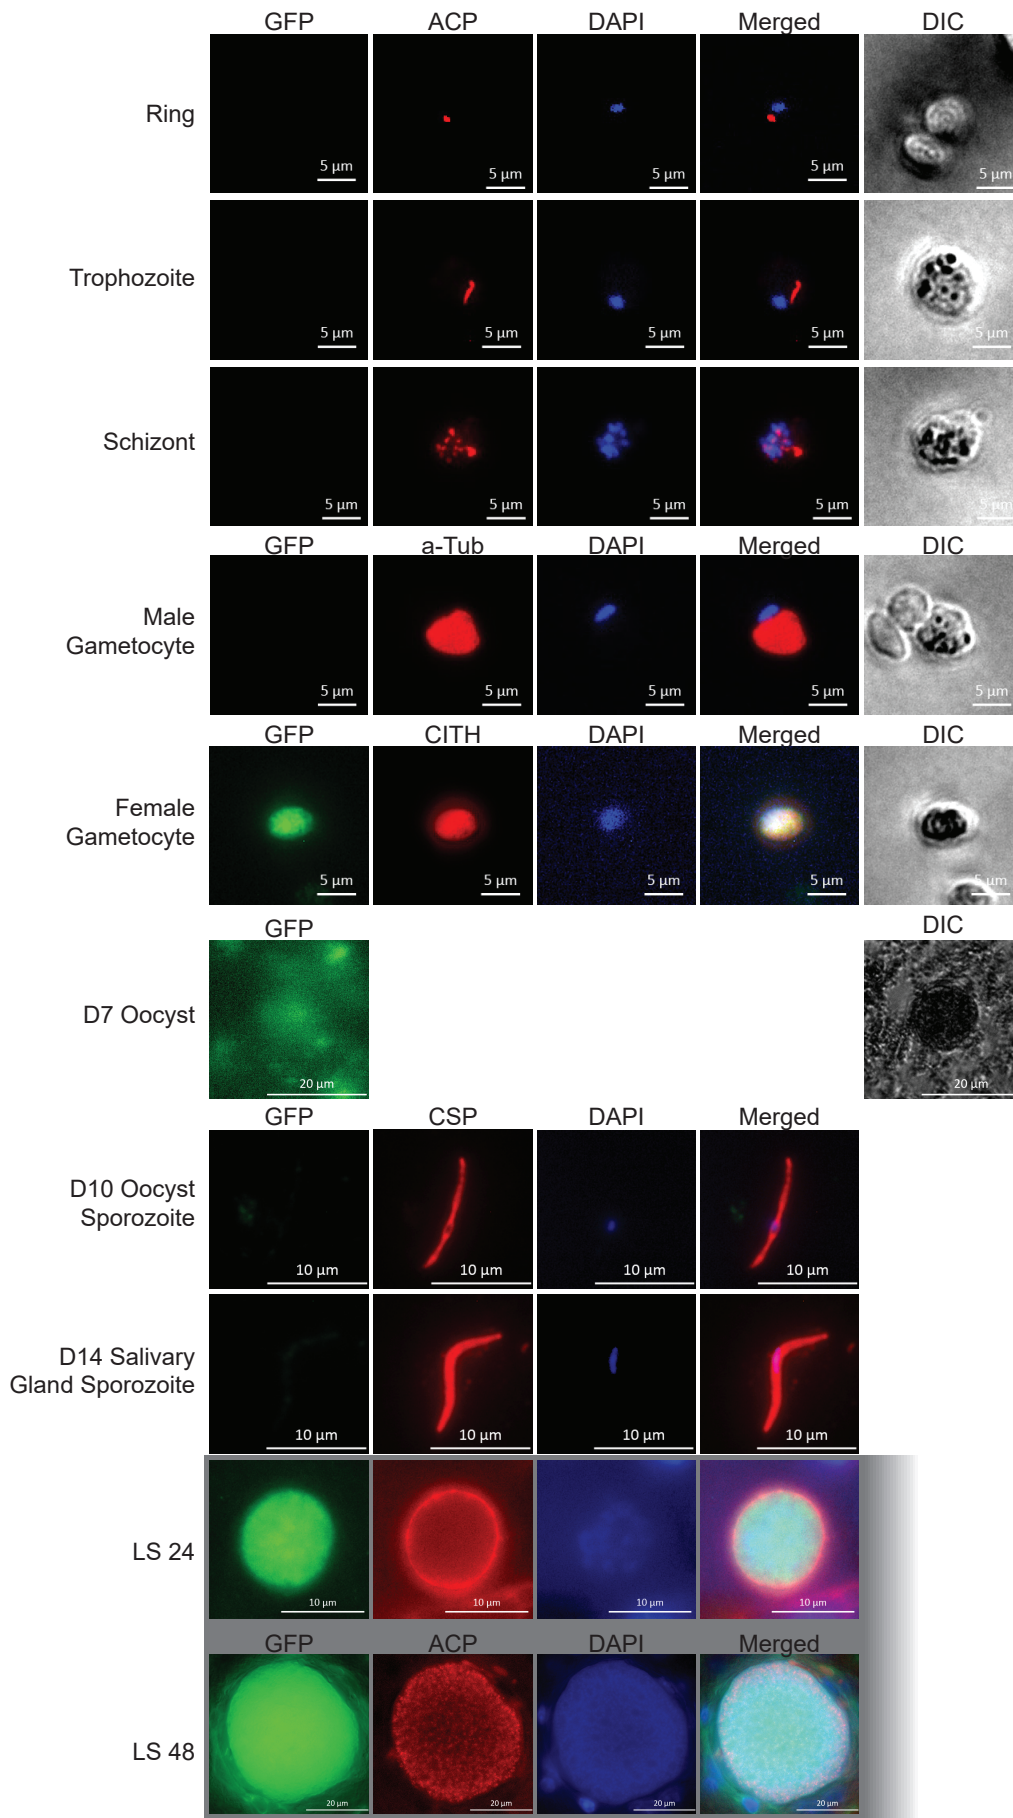 GFP ACP DAPI Merged DIC
Ring
5 µm 5 µm 5 µm 5 µm 5 µm
Trophozoite
5 µm 5 µm 5 µm 5 µm 5 µm
Schizont
5 µm 5 µm 5 µm 5 µm 5 µm
GFP a-Tub DAPI Merged DIC
Male
Gametocyte
5 µm 5 µm 5 µm 5 µm 5 µm
GFP CITH DAPI Merged DIC
Female
Gametocyte
5 µm 5 µm 5 µm 5 µm 5 µm
GFP DIC
D7 Oocyst
20 µm 20 µm
GFP CSP DAPI Merged
D10 Oocyst
Sporozoite
10 µm 10 µm 10 µm 10 µm
D14 Salivary
Gland Sporozoite
10 µm 10 µm 10 µm 10 µm
LS 24
10 µm 10 µm 10 µm 10 µm
GFP ACP DAPI Merged
LS 48
20 µm 20 µm 20 µm 20 µm